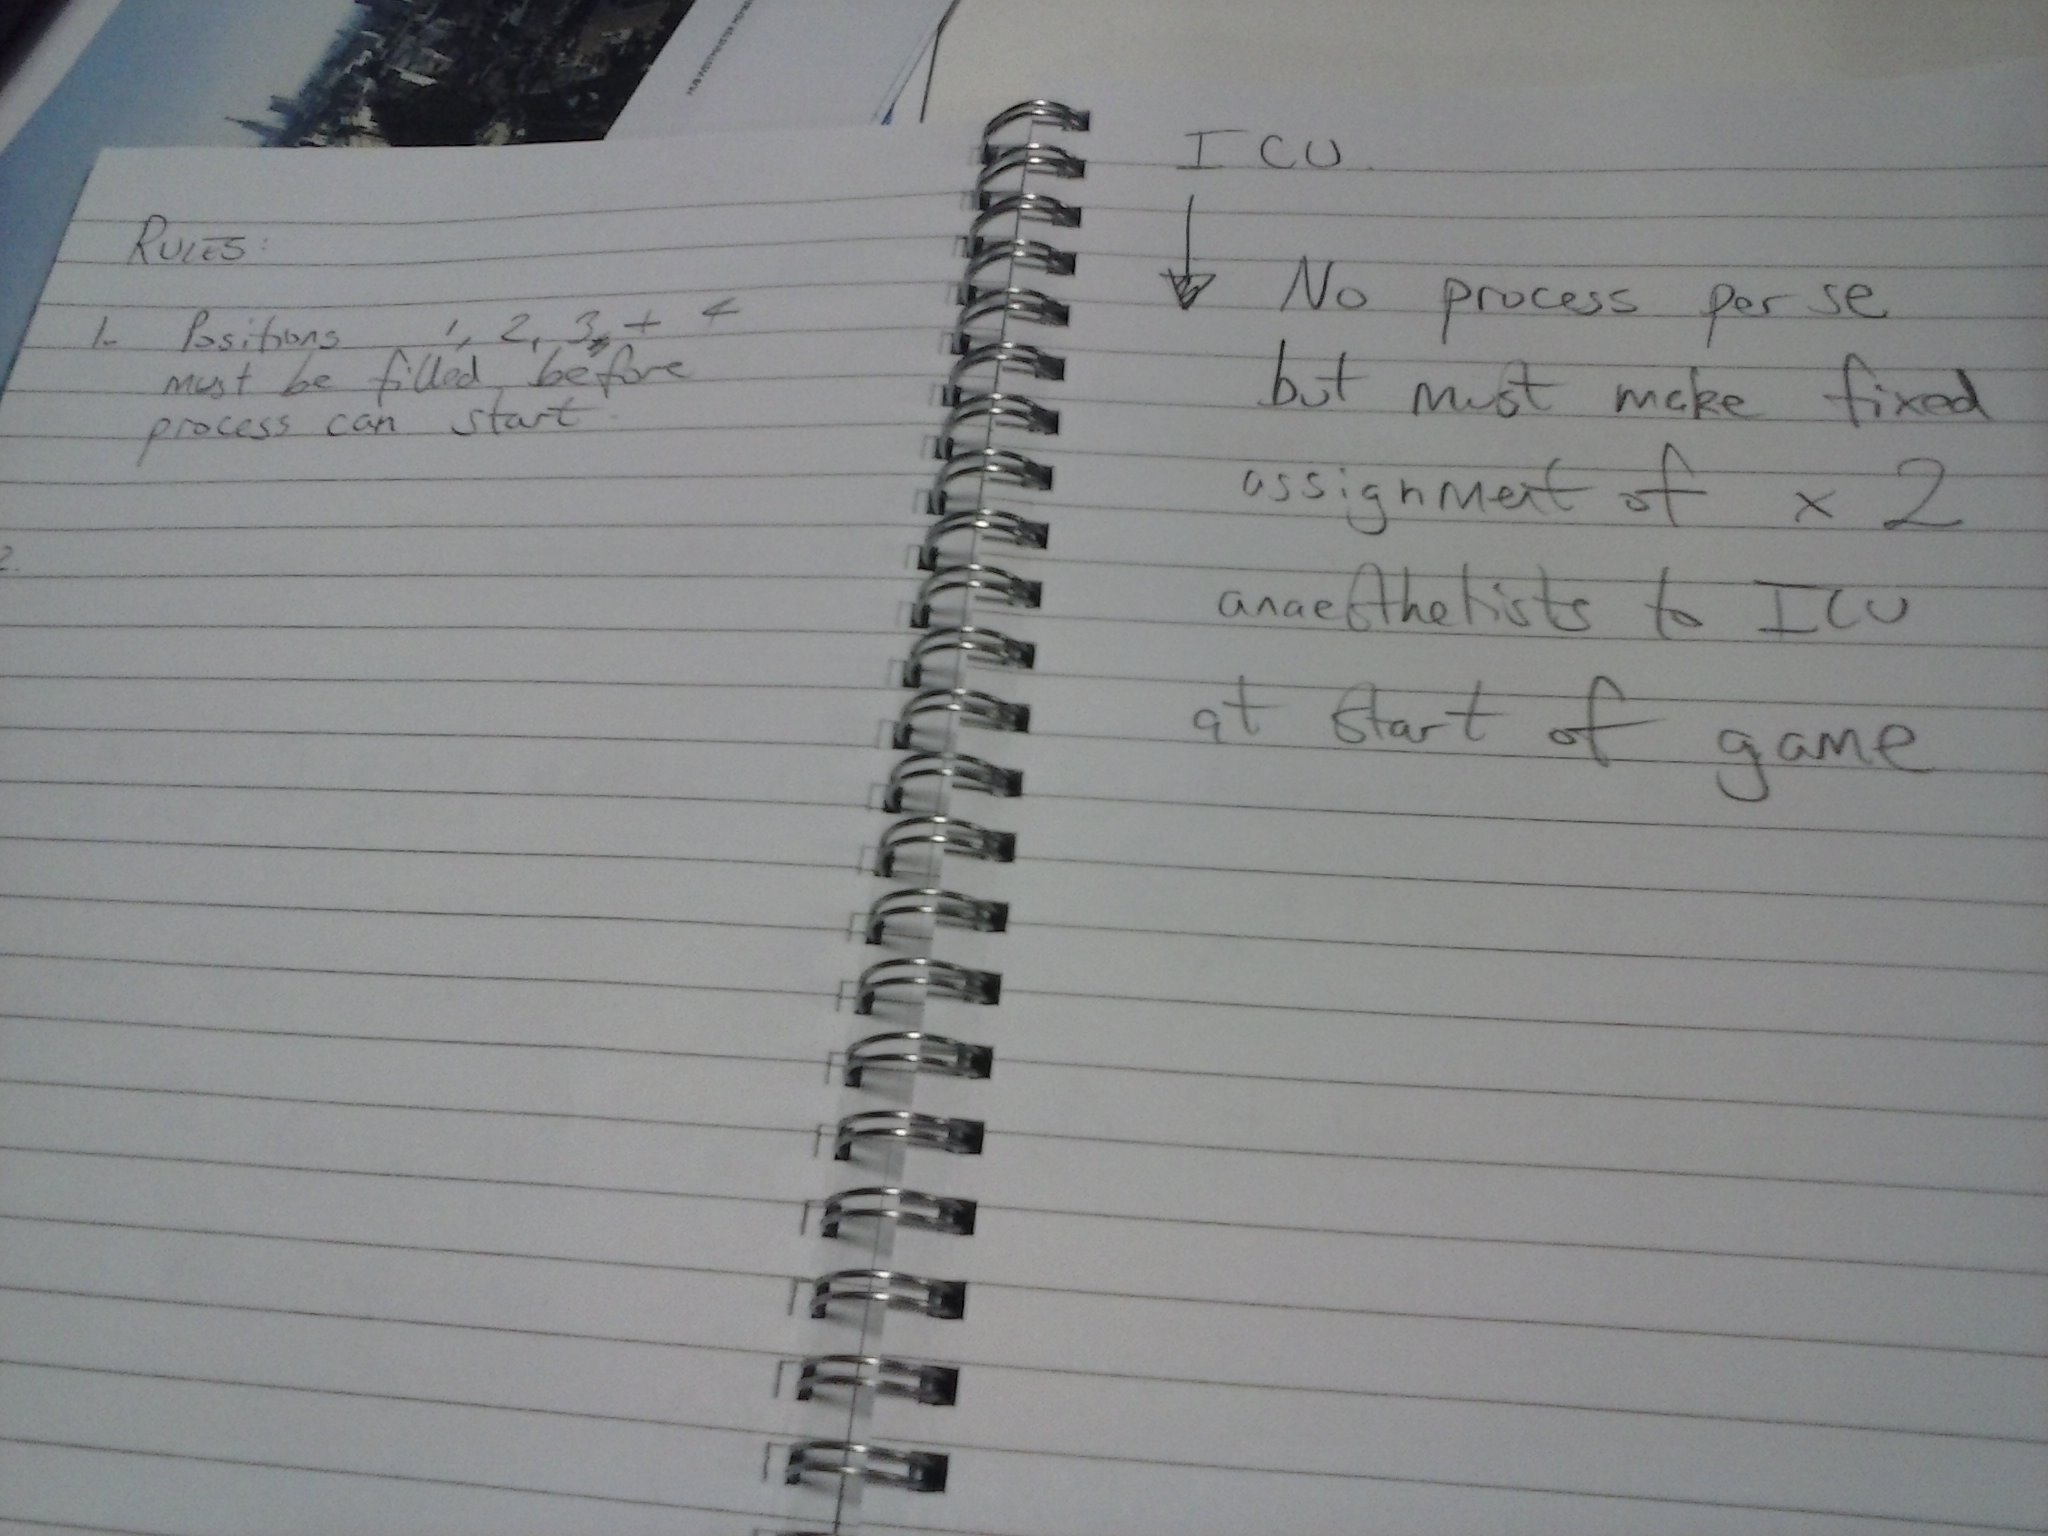 RULES:
1. Positions 1, 2, 3, + 4
must be filled before
process can start.
2.
ICU.
No process per se
but must make fixed
assignment of x 2
anaesthetists to ICU
at start of game